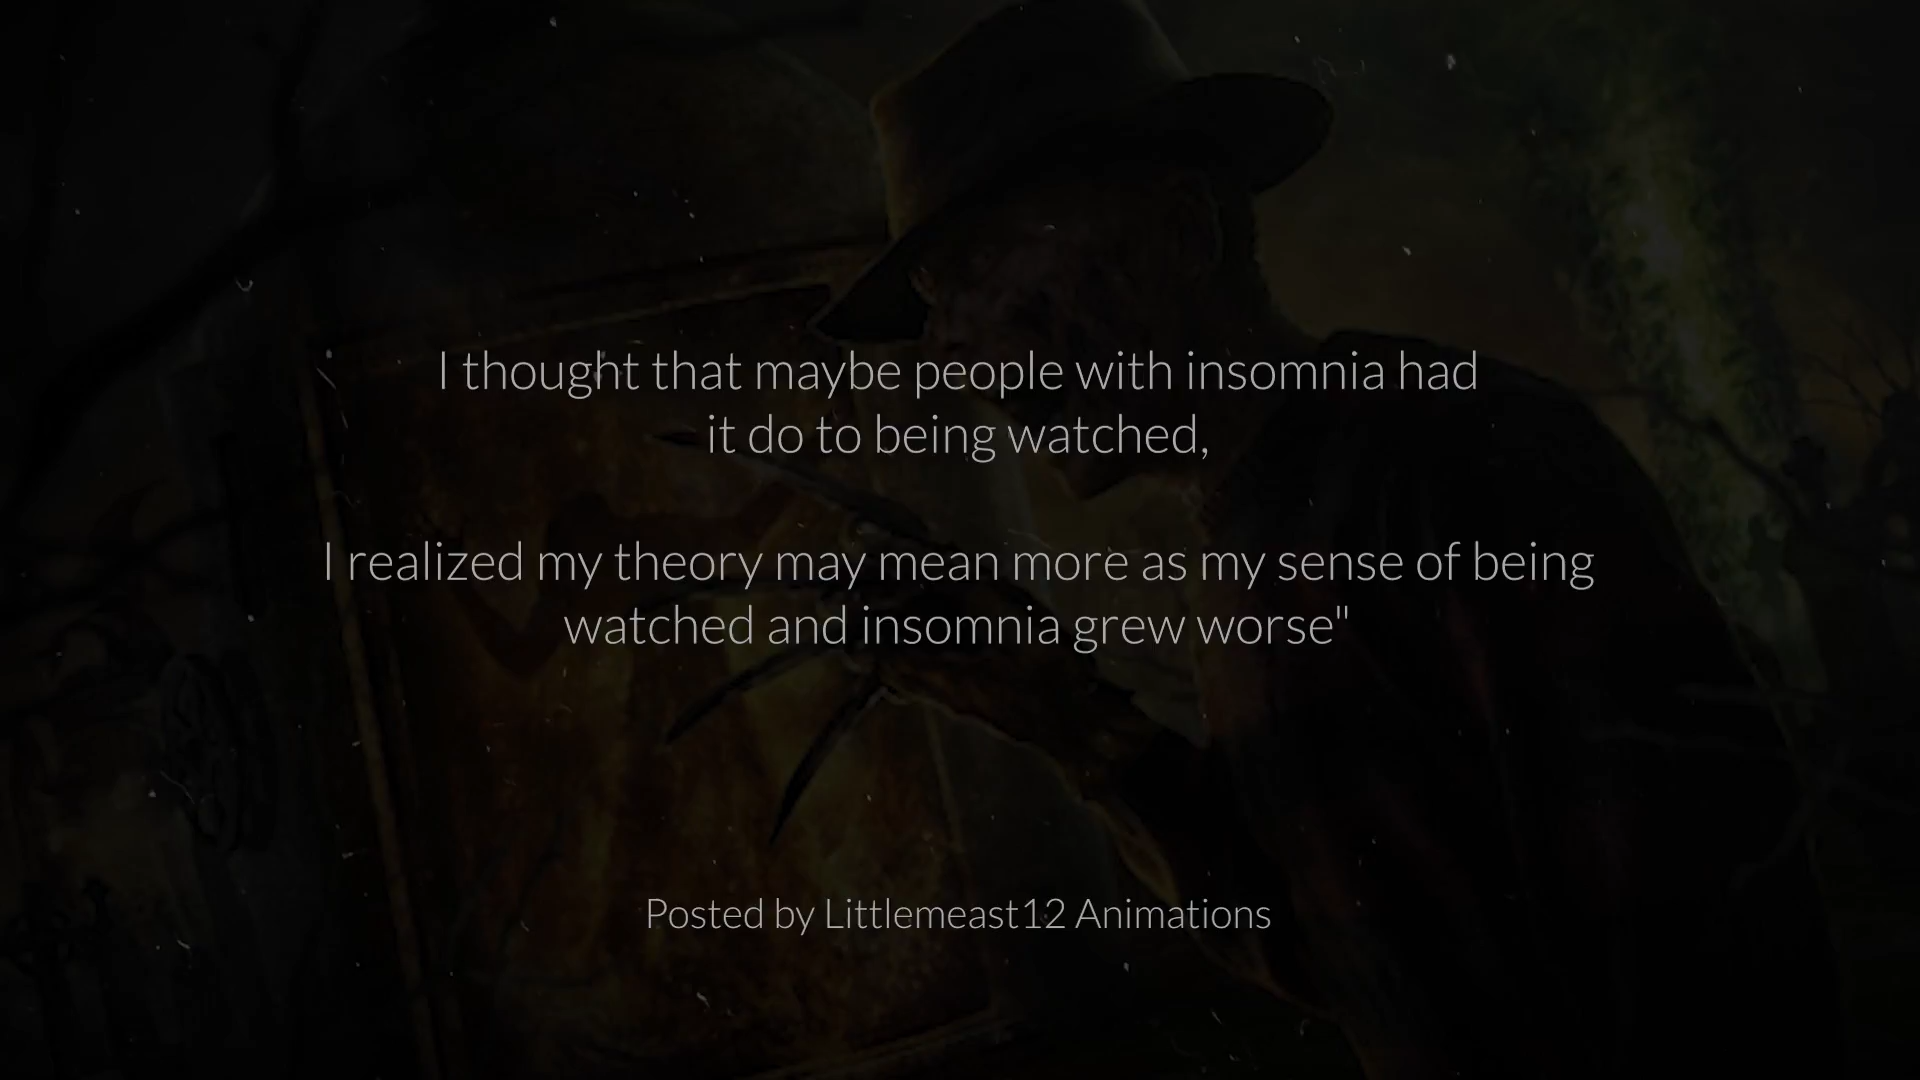 I thought that maybe people with insomnia had
it do to being watched,
I realized my theory may mean more as my sense of being
watched and insomnia grew worse"
Posted by Littlemeast12 Animations